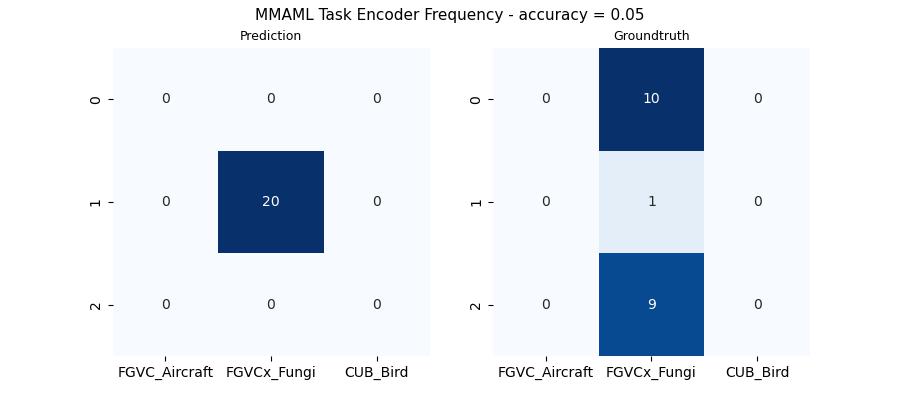 MMAML Task Encoder Frequency - accuracy = 0.05
Prediction
Groundtruth
0
0 0 0
1
0 20 0
2
0 0 0
FGVC_Aircraft FGVCx_Fungi CUB_Bird
0
0 10 0
1
0 1 0
2
0 9 0
FGVC_Aircraft FGVCx_Fungi CUB_Bird